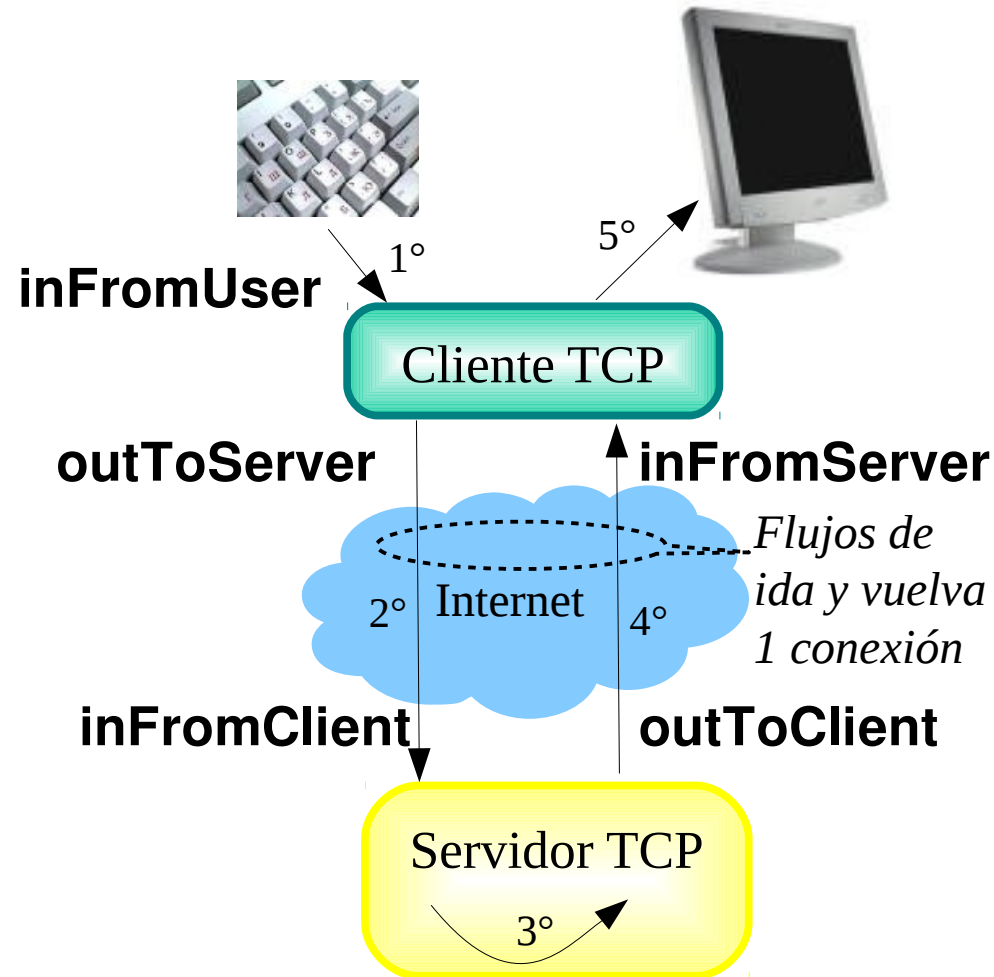 1°
5°
inFromUser
Cliente TCP
outToServer
inFromServer
Flujos de
ida y vuelva
1 conexión
Internet
2°
4°
inFromClient
outToClient
Servidor TCP
3°